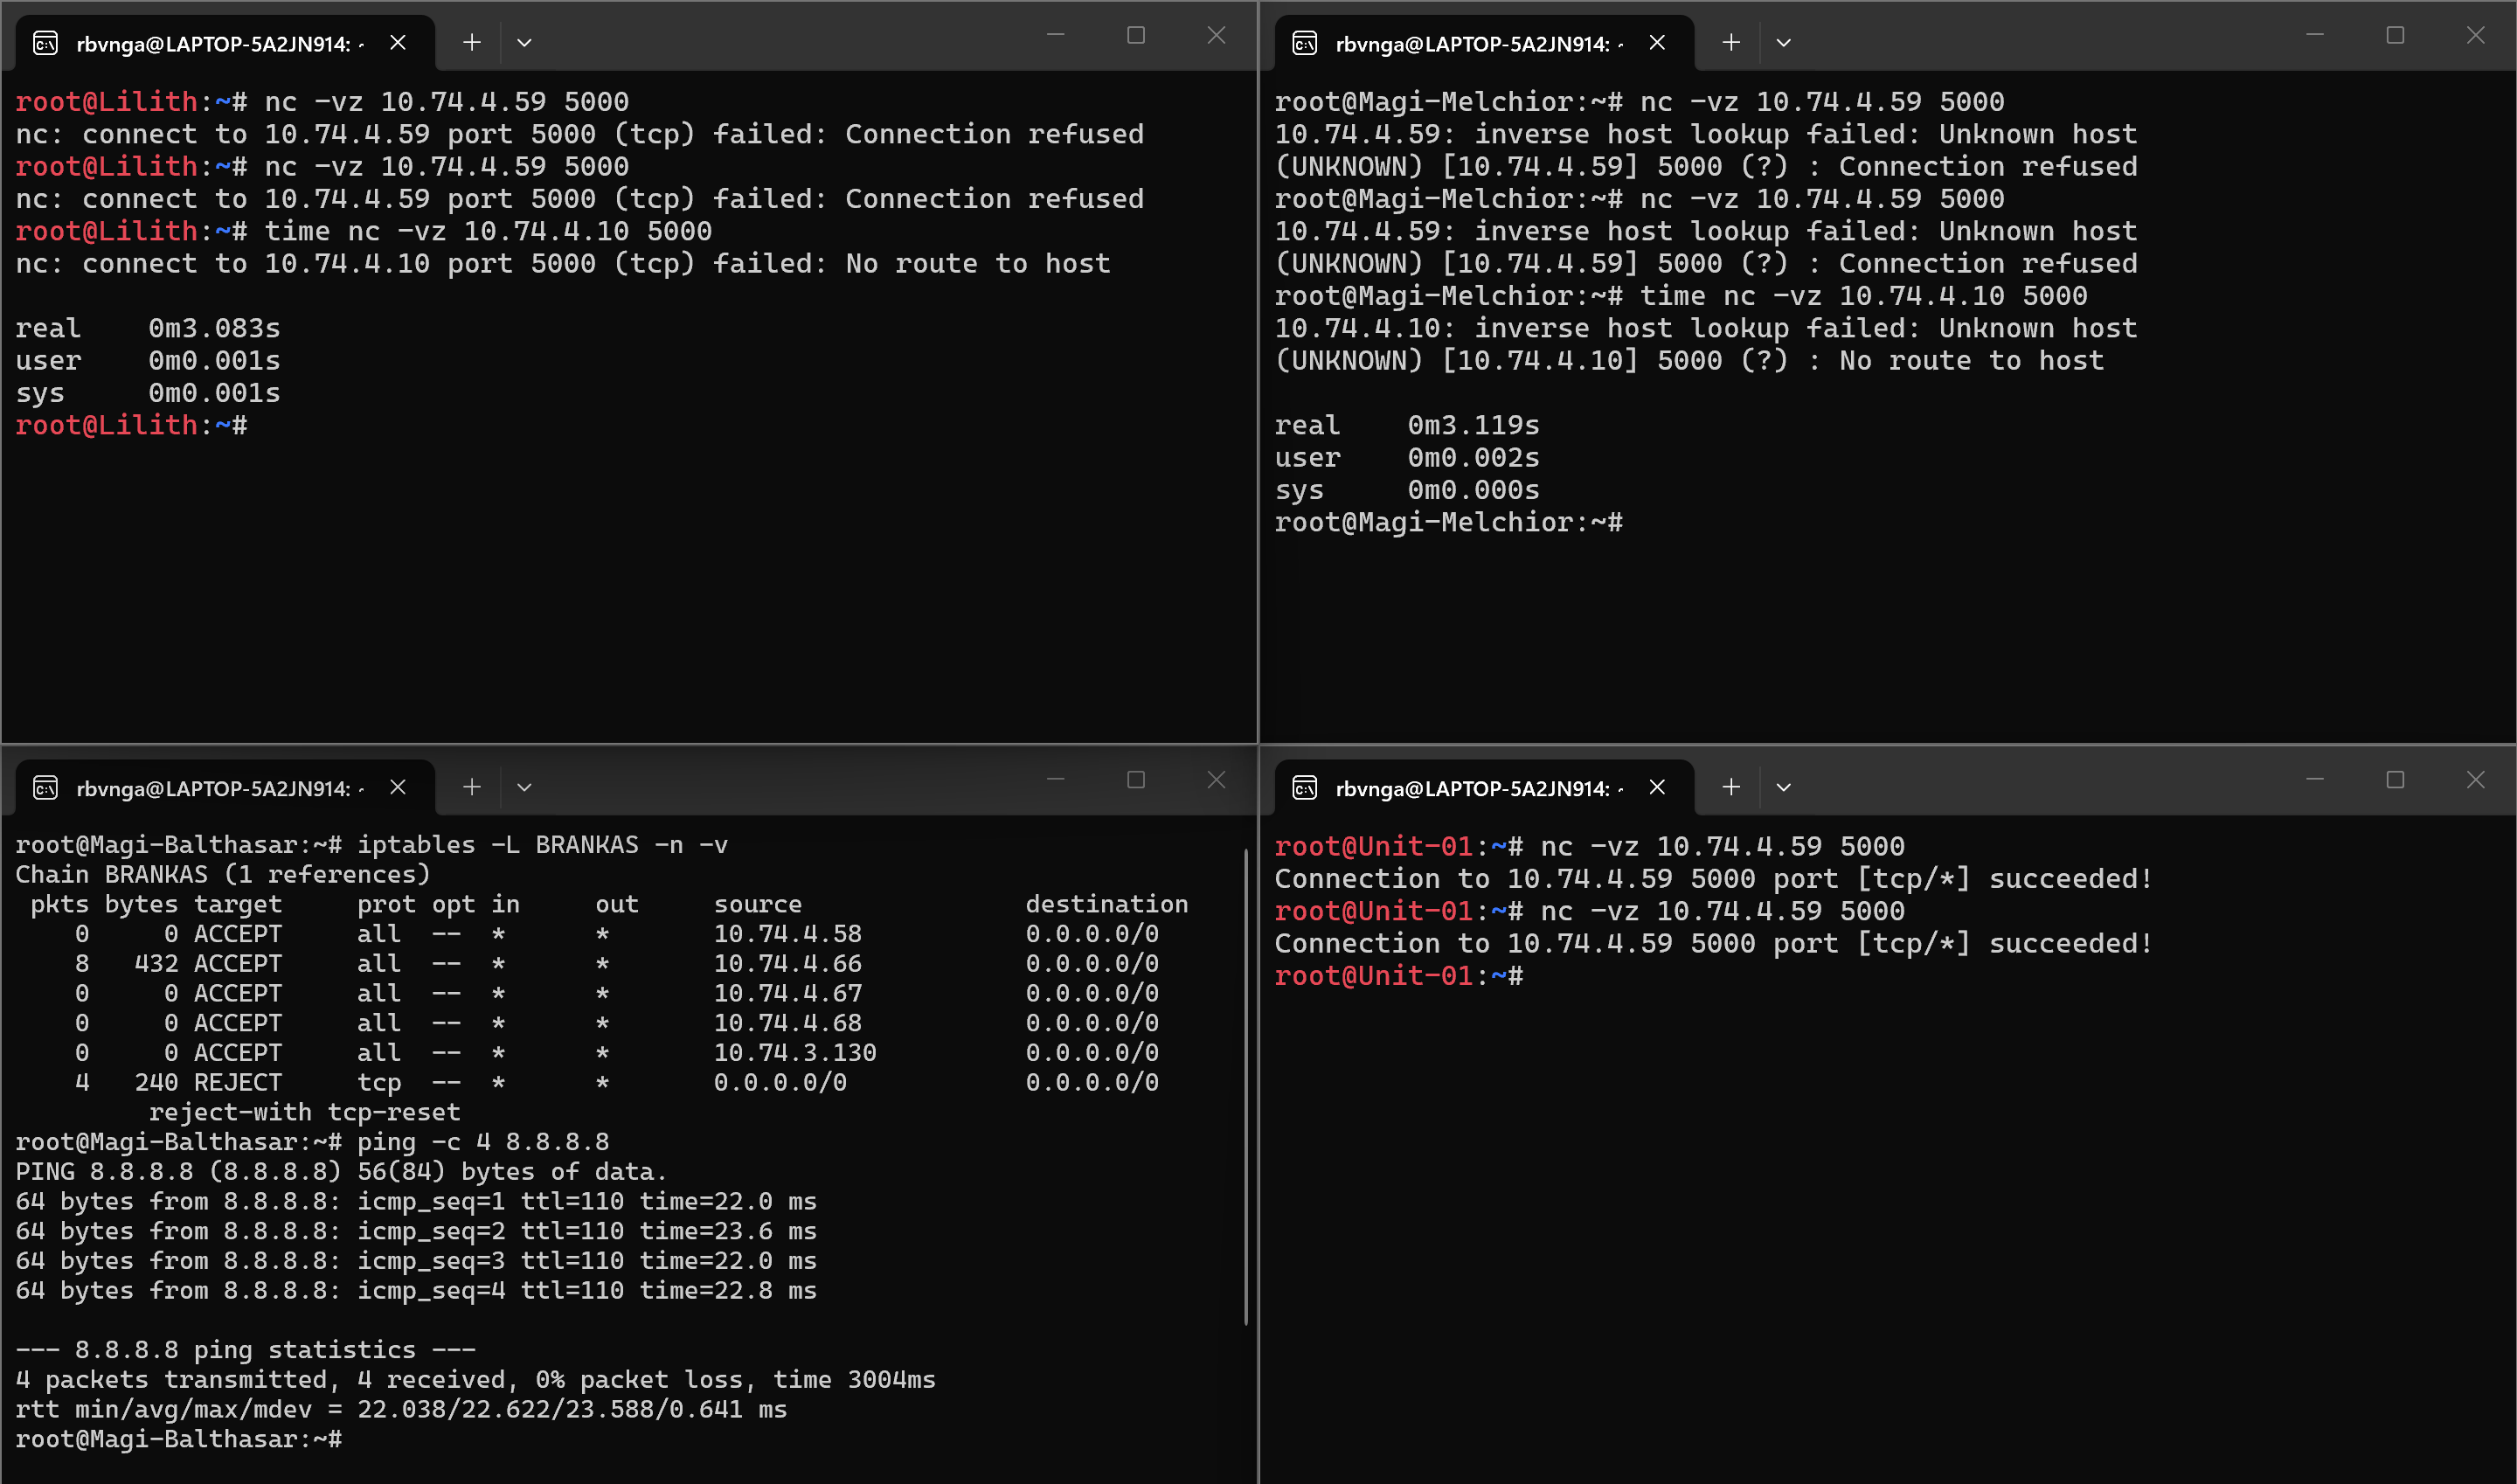 rbvnga@LAPTOP-5A2JN914: ~
root@Lilith:~# nc -vz 10.74.4.59 5000
nc: connect to 10.74.4.59 port 5000 (tcp) failed: Connection refused
root@Lilith:~# nc -vz 10.74.4.59 5000
nc: connect to 10.74.4.59 port 5000 (tcp) failed: Connection refused
root@Lilith:~# time nc -vz 10.74.4.10 5000
nc: connect to 10.74.4.10 port 5000 (tcp) failed: No route to host
real    0m3.083s
user    0m0.001s
sys     0m0.001s
root@Lilith:~#
rbvnga@LAPTOP-5A2JN914: ~
root@Magi-Melchior:~# nc -vz 10.74.4.59 5000
10.74.4.59: inverse host lookup failed: Unknown host
(UNKNOWN) [10.74.4.59] 5000 (?) : Connection refused
root@Magi-Melchior:~# nc -vz 10.74.4.59 5000
10.74.4.59: inverse host lookup failed: Unknown host
(UNKNOWN) [10.74.4.59] 5000 (?) : Connection refused
root@Magi-Melchior:~# time nc -vz 10.74.4.10 5000
10.74.4.10: inverse host lookup failed: Unknown host
(UNKNOWN) [10.74.4.10] 5000 (?) : No route to host
real    0m3.119s
user    0m0.002s
sys     0m0.000s
root@Magi-Melchior:~#
rbvnga@LAPTOP-5A2JN914: ~
root@Magi-Balthasar:~# iptables -L BRANKAS -n -v
Chain BRANKAS (1 references)
 pkts bytes target     prot opt in     out     source               destination
    0     0 ACCEPT     all  --  *      *       10.74.4.58           0.0.0.0/0
    8   432 ACCEPT     all  --  *      *       10.74.4.66           0.0.0.0/0
    0     0 ACCEPT     all  --  *      *       10.74.4.67           0.0.0.0/0
    0     0 ACCEPT     all  --  *      *       10.74.4.68           0.0.0.0/0
    0     0 ACCEPT     all  --  *      *       10.74.3.130          0.0.0.0/0
    4   240 REJECT     tcp  --  *      *       0.0.0.0/0            0.0.0.0/0
         reject-with tcp-reset
root@Magi-Balthasar:~# ping -c 4 8.8.8.8
PING 8.8.8.8 (8.8.8.8) 56(84) bytes of data.
64 bytes from 8.8.8.8: icmp_seq=1 ttl=110 time=22.0 ms
64 bytes from 8.8.8.8: icmp_seq=2 ttl=110 time=23.6 ms
64 bytes from 8.8.8.8: icmp_seq=3 ttl=110 time=22.0 ms
64 bytes from 8.8.8.8: icmp_seq=4 ttl=110 time=22.8 ms
--- 8.8.8.8 ping statistics ---
4 packets transmitted, 4 received, 0% packet loss, time 3004ms
rtt min/avg/max/mdev = 22.038/22.622/23.588/0.641 ms
root@Magi-Balthasar:~#
rbvnga@LAPTOP-5A2JN914: ~
root@Unit-01:~# nc -vz 10.74.4.59 5000
Connection to 10.74.4.59 5000 port [tcp/*] succeeded!
root@Unit-01:~# nc -vz 10.74.4.59 5000
Connection to 10.74.4.59 5000 port [tcp/*] succeeded!
root@Unit-01:~#